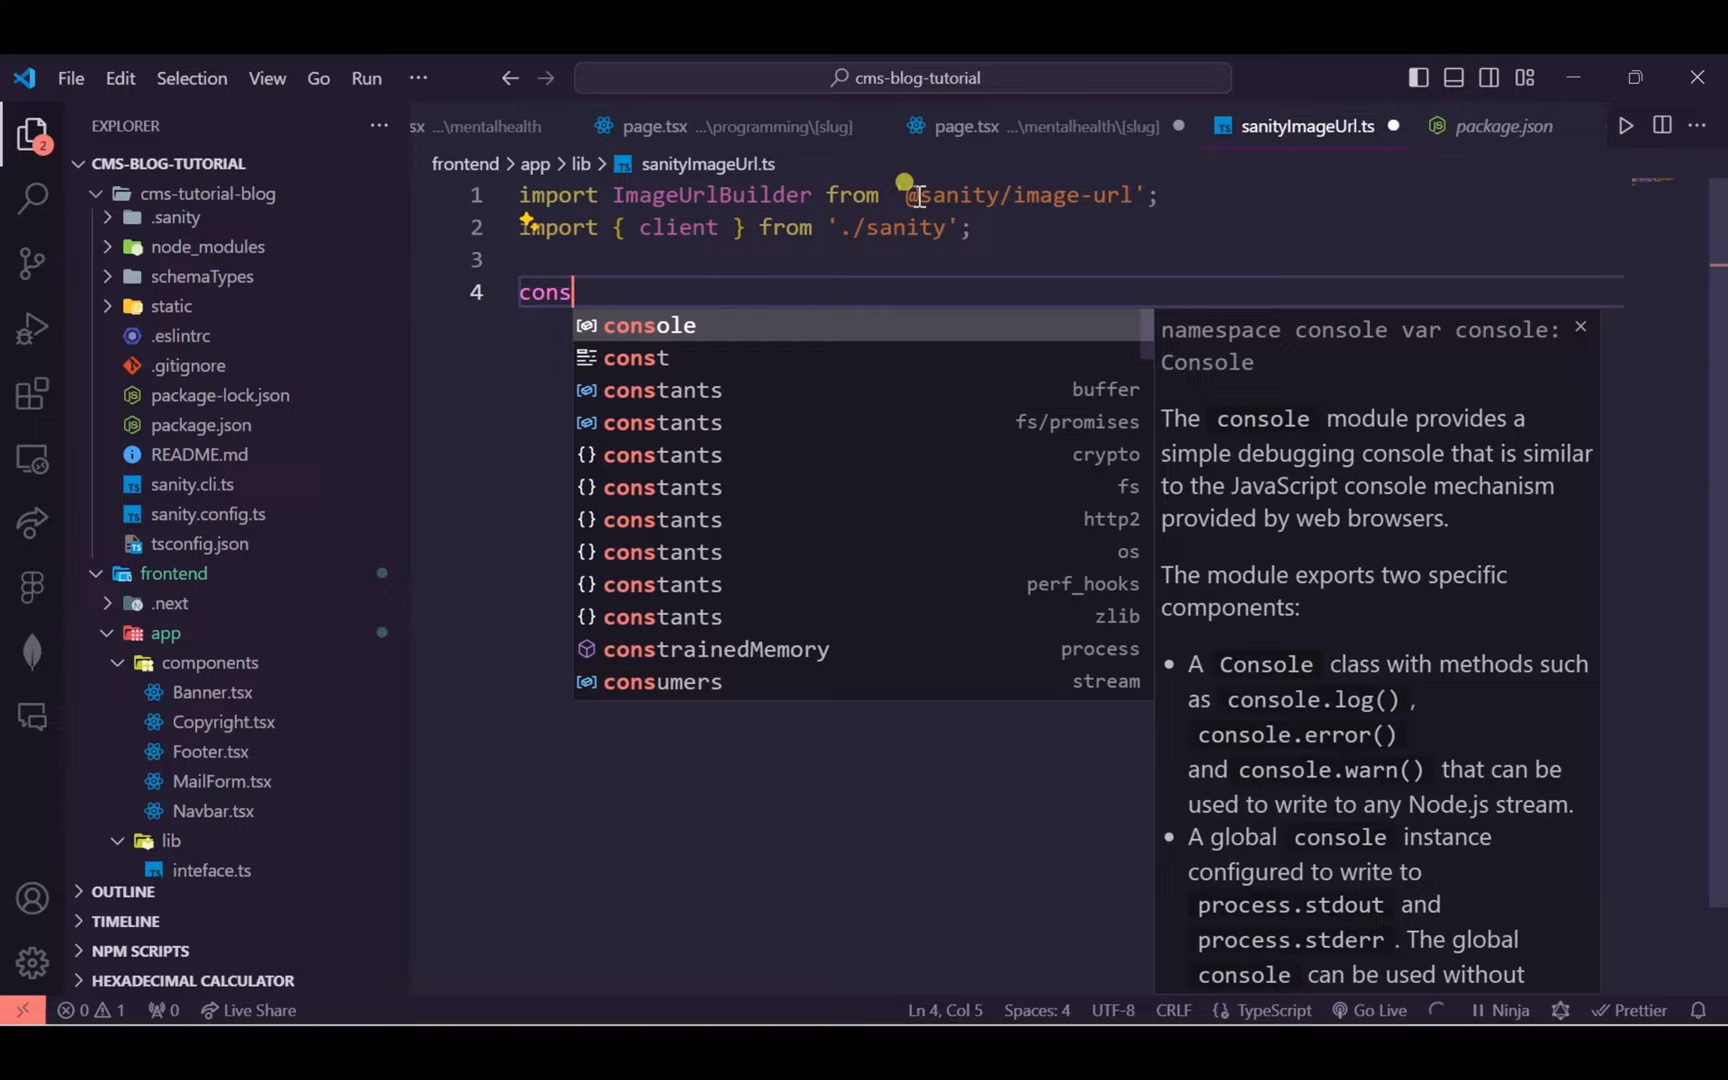 File Edit Selection View Go Run ··· cms-blog-tutorial
EXPLORER ···
sx ...\mentalhealth page.tsx ...\programming\[slug] page.tsx ...\mentalhealth\[slug] TS sanityImageUrl.ts package.json ···
CMS-BLOG-TUTORIAL
frontend > app > lib > TS sanityImageUrl.ts
cms-tutorial-blog
.sanity
node_modules
schemaTypes
static
.eslintrc
.gitignore
package-lock.json
package.json
README.md
TS sanity.cli.ts
TS sanity.config.ts
TS tsconfig.json
frontend
.next
app
components
Banner.tsx
Copyright.tsx
Footer.tsx
MailForm.tsx
Navbar.tsx
lib
TS inteface.ts
OUTLINE
TIMELINE
NPM SCRIPTS
HEXADECIMAL CALCULATOR
2
1 import ImageUrlBuilder from '@sanity/image-url';
2 import { client } from './sanity';
3
4 cons
console
const
constants buffer
constants fs/promises
{} constants crypto
{} constants fs
{} constants http2
{} constants os
{} constants perf_hooks
{} constants zlib
constrainedMemory process
consumers stream
namespace console var console:
Console
The console module provides a
simple debugging console that is similar
to the JavaScript console mechanism
provided by web browsers.
The module exports two specific
components:
• A Console class with methods such
as console.log() ,
console.error()
and console.warn() that can be
used to write to any Node.js stream.
• A global console instance
configured to write to
process.stdout and
process.stderr . The global
console can be used without
0 1 0 Live Share Ln 4, Col 5 Spaces: 4 UTF-8 CRLF {} TypeScript Go Live Ninja Prettier